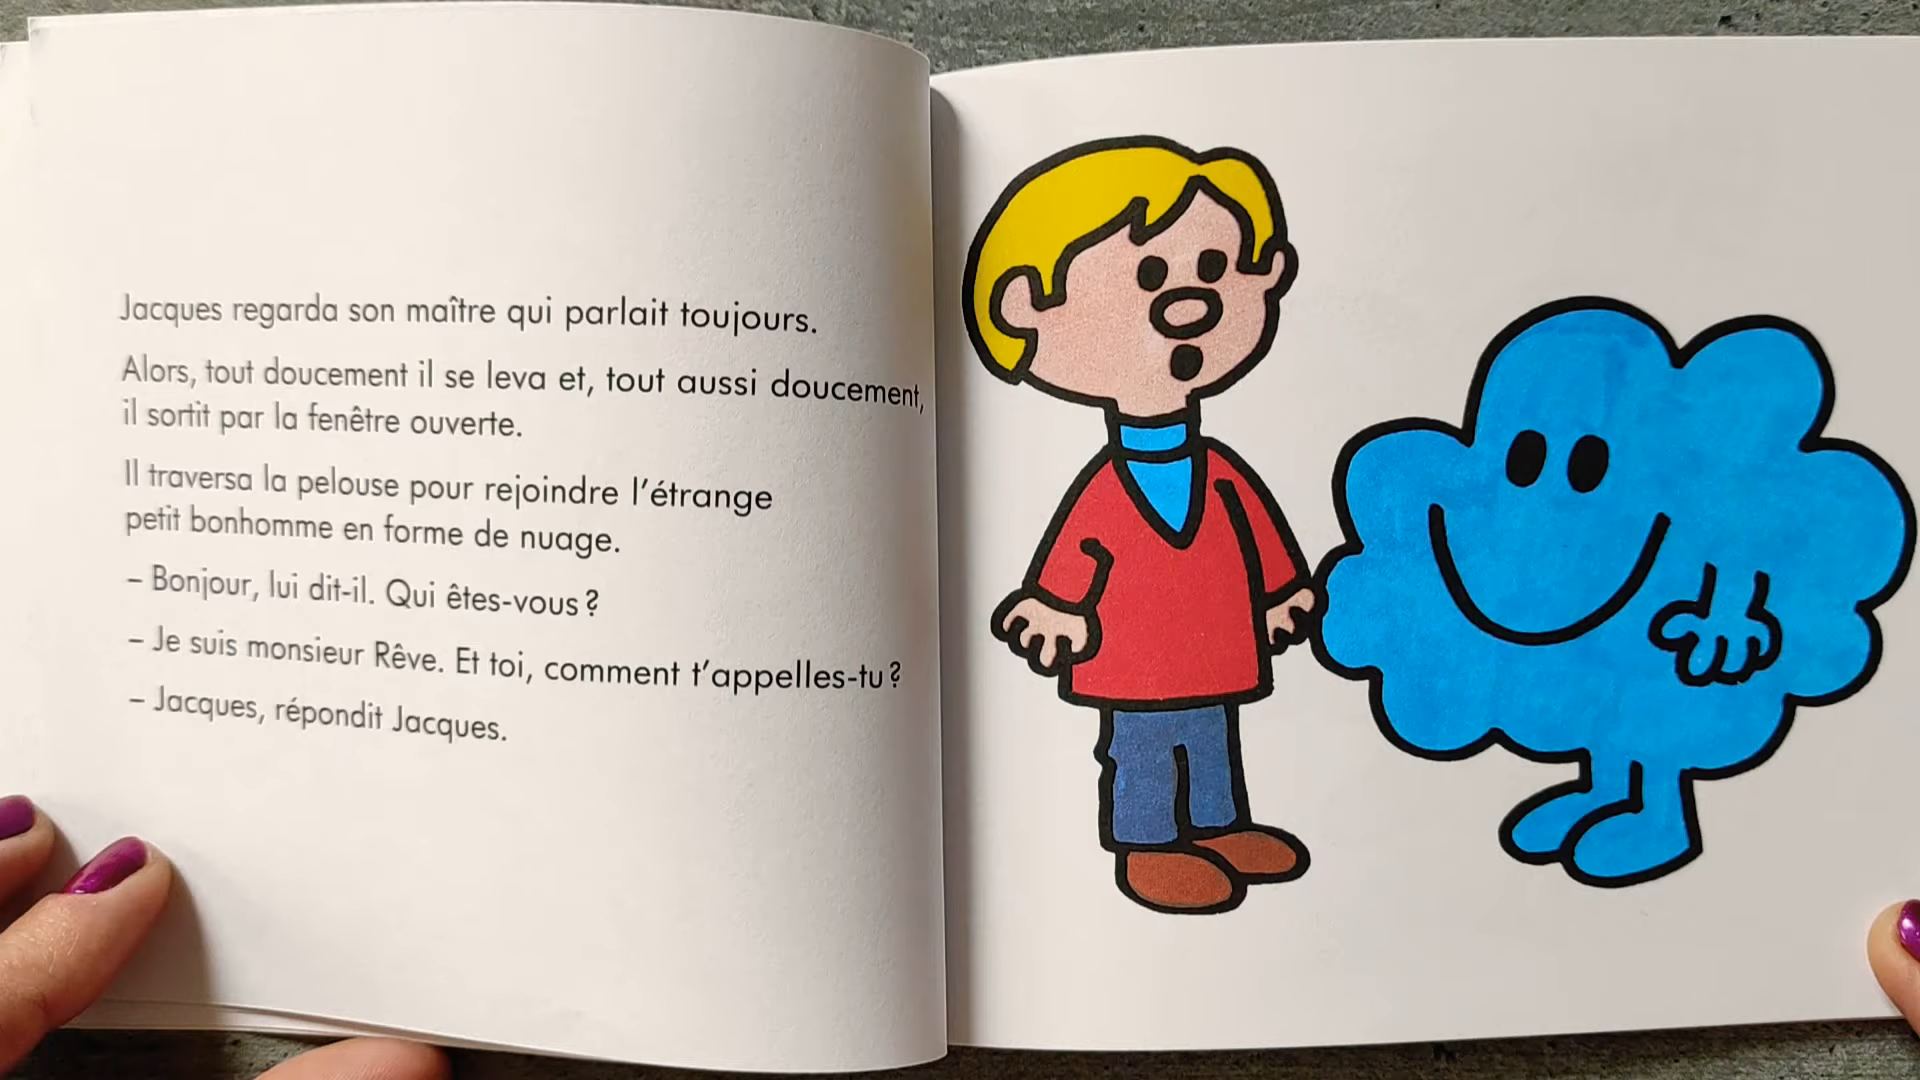 Jacques regarda son maître qui parlait toujours.
Alors, tout doucement il se leva et, tout aussi doucement,
il sortit par la fenêtre ouverte.
Il traversa la pelouse pour rejoindre l'étrange
petit bonhomme en forme de nuage.
– Bonjour, lui dit-il. Qui êtes-vous ?
– Je suis monsieur Rêve. Et toi, comment t'appelles-tu ?
– Jacques, répondit Jacques.